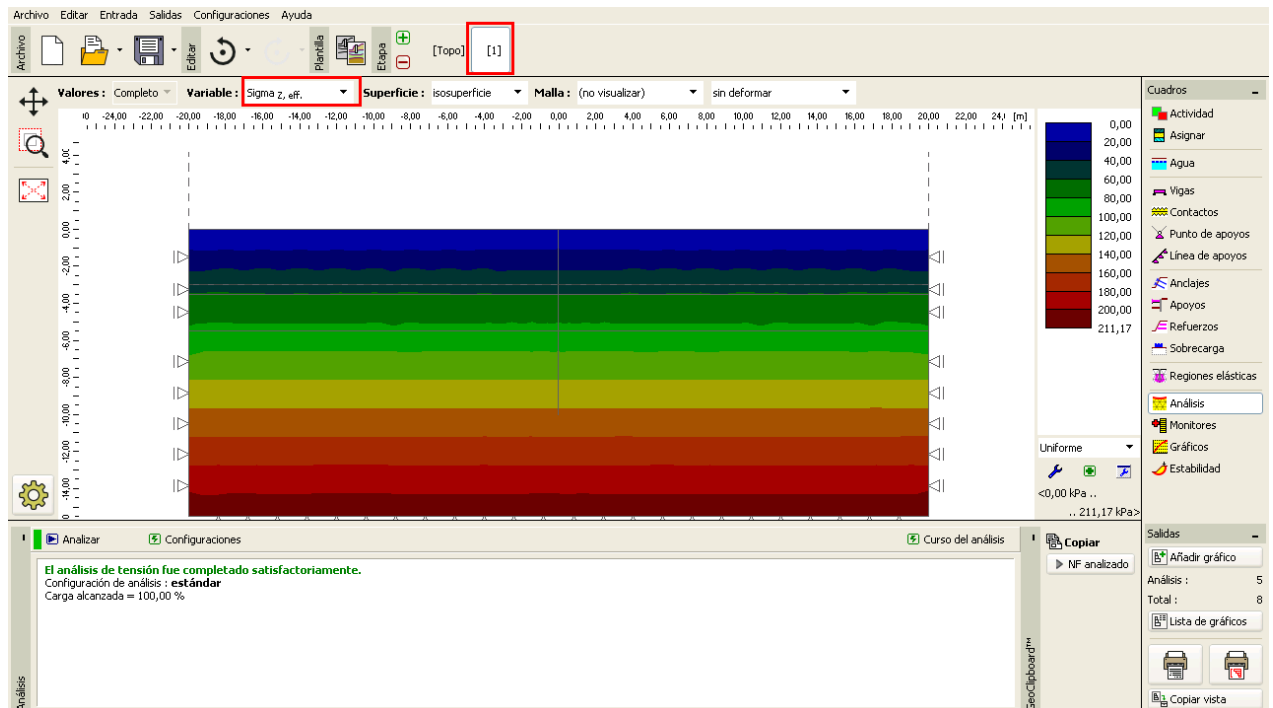 Archivo Editar Entrada Salidas Configuraciones Ayuda
Archivo
Editar
Plantilla
Etapa
[Topo]
[1]
Valores : Completo Variable : Sigma z, eff. Superficie : isosuperficie Malla : (no visualizar) sin deformar
-24,00 -22,00 -20,00 -18,00 -16,00 -14,00 -12,00 -10,00 -8,00 -6,00 -4,00 -2,00 0,00 2,00 4,00 6,00 8,00 10,00 12,00 14,00 16,00 18,00 20,00 22,00 [m]
4,00
2,00
0,00
-2,00
-4,00
-6,00
-8,00
-10,00
-12,00
-14,00
0,00
20,00
40,00
60,00
80,00
100,00
120,00
140,00
160,00
180,00
200,00
211,17
Uniforme
<0,00 kPa ..
.. 211,17 kPa>
Cuadros
Actividad
Asignar
Agua
Vigas
Contactos
Punto de apoyos
Línea de apoyos
Anclajes
Apoyos
Refuerzos
Sobrecarga
Regiones elásticas
Análisis
Monitores
Gráficos
Estabilidad
Analizar Configuraciones Curso del análisis
El análisis de tensión fue completado satisfactoriamente.
Configuración de análisis : estándar
Carga alcanzada = 100,00 %
Análisis
GeoClipboard™
Copiar
NF analizado
Salidas
Añadir gráfico
Análisis : 5
Total : 8
Lista de gráficos
Copiar vista